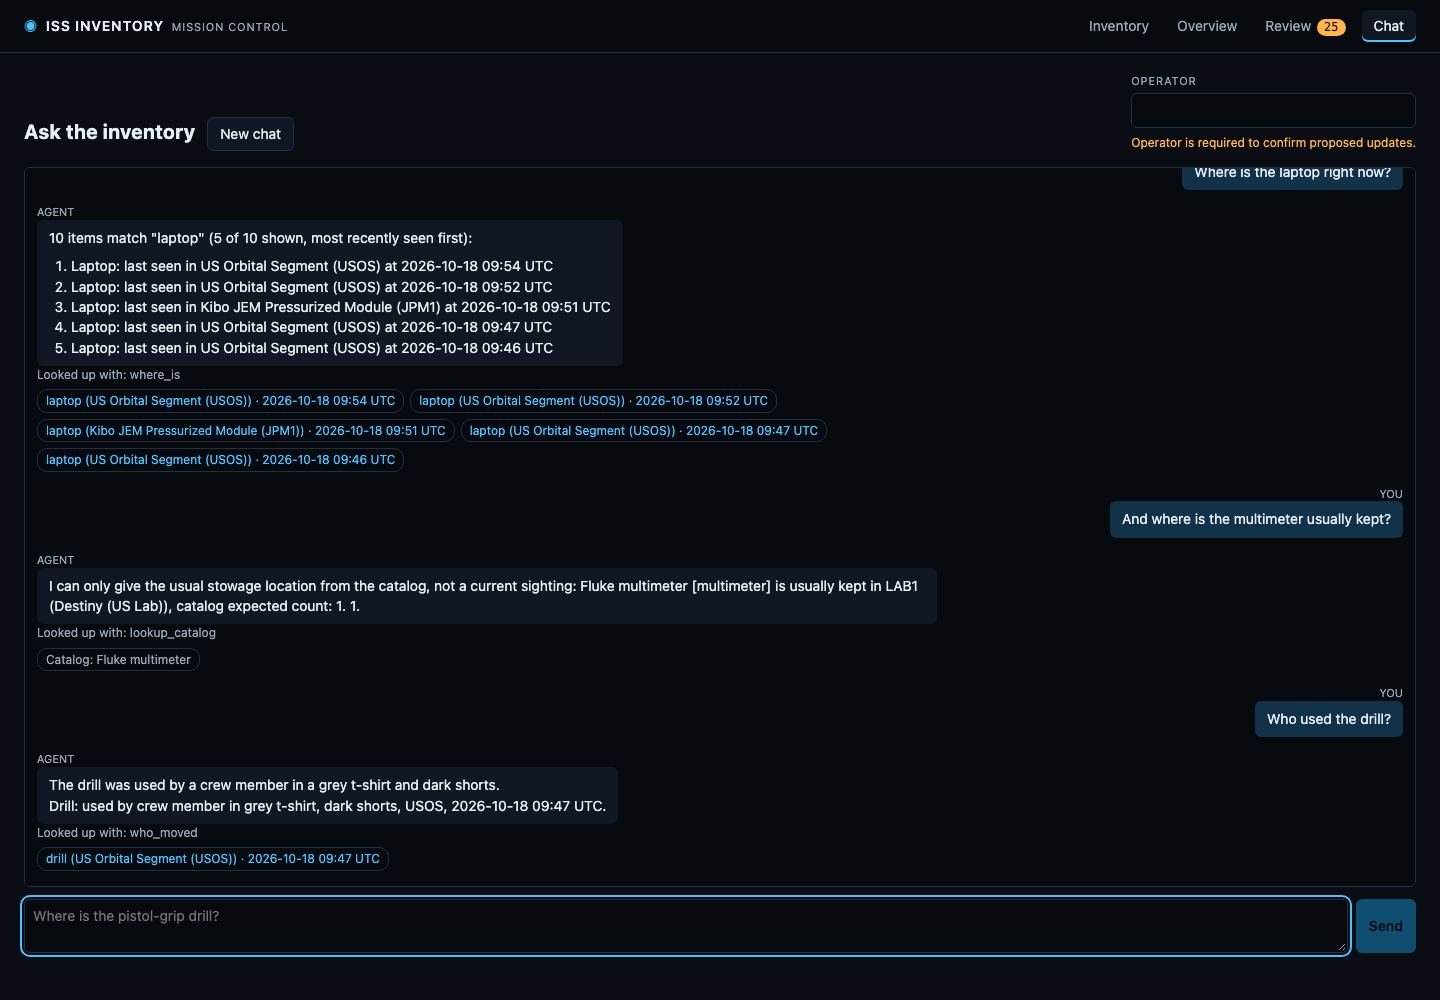 ISS INVENTORY MISSION CONTROL
Inventory
Overview
Review 25
Chat
OPERATOR
Ask the inventory
New chat
Operator is required to confirm proposed updates.
Where is the laptop right now?
AGENT
10 items match "laptop" (5 of 10 shown, most recently seen first):
1. Laptop: last seen in US Orbital Segment (USOS) at 2026-10-18 09:54 UTC
2. Laptop: last seen in US Orbital Segment (USOS) at 2026-10-18 09:52 UTC
3. Laptop: last seen in Kibo JEM Pressurized Module (JPM1) at 2026-10-18 09:51 UTC
4. Laptop: last seen in US Orbital Segment (USOS) at 2026-10-18 09:47 UTC
5. Laptop: last seen in US Orbital Segment (USOS) at 2026-10-18 09:46 UTC
Looked up with: where_is
laptop (US Orbital Segment (USOS)) · 2026-10-18 09:54 UTC
laptop (US Orbital Segment (USOS)) · 2026-10-18 09:52 UTC
laptop (Kibo JEM Pressurized Module (JPM1)) · 2026-10-18 09:51 UTC
laptop (US Orbital Segment (USOS)) · 2026-10-18 09:47 UTC
laptop (US Orbital Segment (USOS)) · 2026-10-18 09:46 UTC
YOU
And where is the multimeter usually kept?
AGENT
I can only give the usual stowage location from the catalog, not a current sighting: Fluke multimeter [multimeter] is usually kept in LAB1
(Destiny (US Lab)), catalog expected count: 1. 1.
Looked up with: lookup_catalog
Catalog: Fluke multimeter
YOU
Who used the drill?
AGENT
The drill was used by a crew member in a grey t-shirt and dark shorts.
Drill: used by crew member in grey t-shirt, dark shorts, USOS, 2026-10-18 09:47 UTC.
Looked up with: who_moved
drill (US Orbital Segment (USOS)) · 2026-10-18 09:47 UTC
Where is the pistol-grip drill?
Send